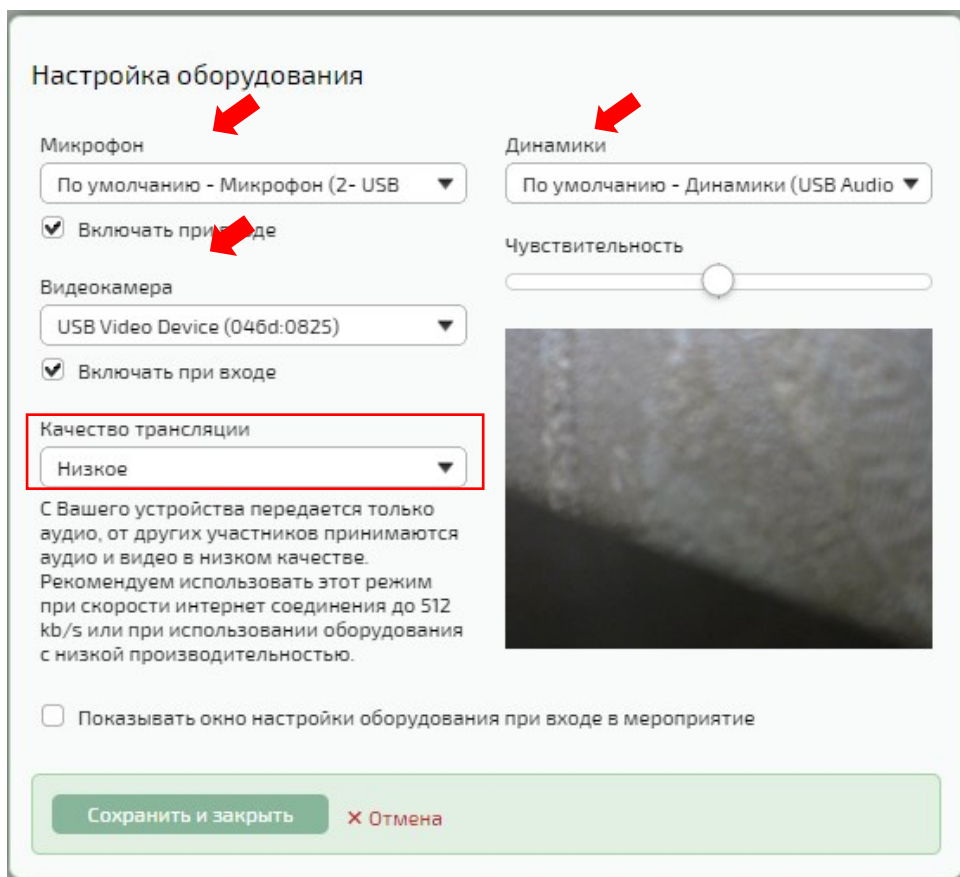 Настройка оборудования
Микрофон
По умолчанию - Микрофон (2- USB
Включать при входе
Видеокамера
USB Video Device (046d:0825)
Включать при входе
Качество трансляции
Низкое
С Вашего устройства передается только
аудио, от других участников принимаются
аудио и видео в низком качестве.
Рекомендуем использовать этот режим
при скорости интернет соединения до 512
kb/s или при использовании оборудования
с низкой производительностью.
Динамики
По умолчанию - Динамики (USB Audio
Чувствительность
Показывать окно настройки оборудования при входе в мероприятие
Сохранить и закрыть
× Отмена